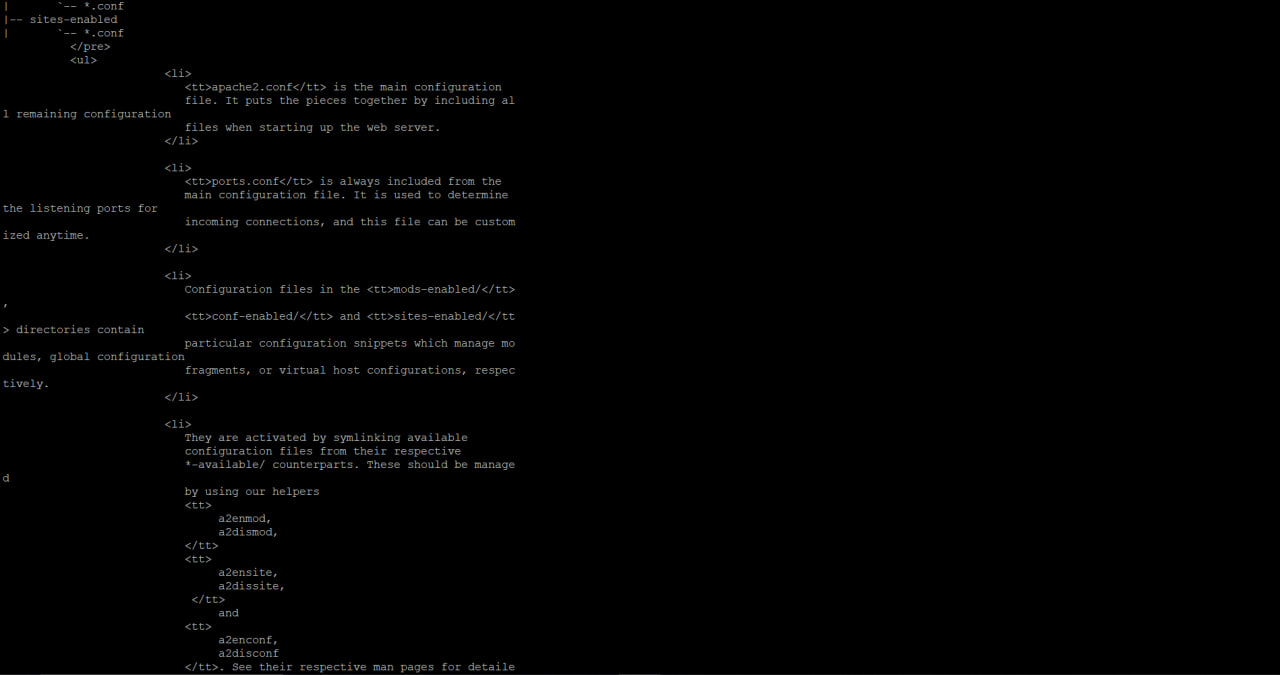 |       `-- *.conf
|-- sites-enabled
|       `-- *.conf
          </pre>
          <ul>
                        <li>
                           <tt>apache2.conf</tt> is the main configuration
                           file. It puts the pieces together by including al
l remaining configuration
                           files when starting up the web server.
                        </li>

                        <li>
                           <tt>ports.conf</tt> is always included from the
                           main configuration file. It is used to determine
the listening ports for
                           incoming connections, and this file can be custom
ized anytime.
                        </li>

                        <li>
                           Configuration files in the <tt>mods-enabled/</tt>
,
                           <tt>conf-enabled/</tt> and <tt>sites-enabled/</tt
> directories contain
                           particular configuration snippets which manage mo
dules, global configuration
                           fragments, or virtual host configurations, respec
tively.
                        </li>

                        <li>
                           They are activated by symlinking available
                           configuration files from their respective
                           *-available/ counterparts. These should be manage
d
                           by using our helpers
                           <tt>
                                a2enmod,
                                a2dismod,
                           </tt>
                           <tt>
                                a2ensite,
                                a2dissite,
                            </tt>
                                and
                           <tt>
                                a2enconf,
                                a2disconf
                           </tt>. See their respective man pages for detaile